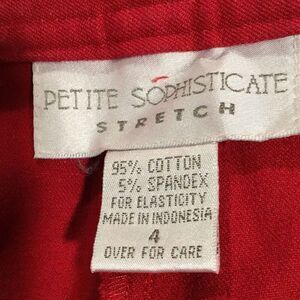 PETITE SOPHISTICATE
STRETCH
95% COTTON
5% SPANDEX
FOR ELASTICITY
MADE IN INDONESIA
4
OVER FOR CARE